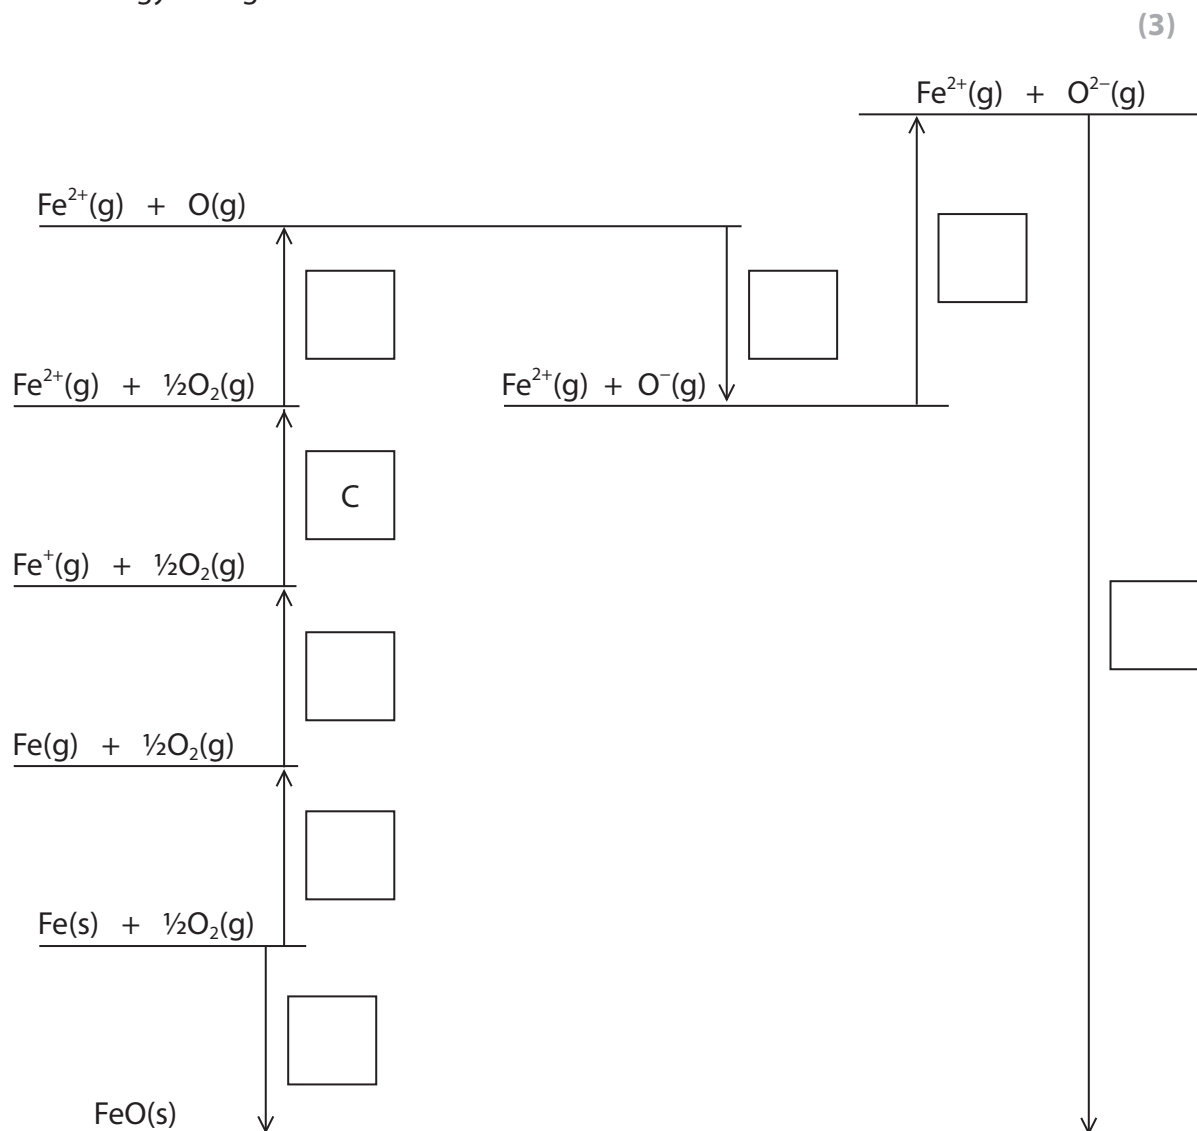 (3)
Fe²⁺(g) + O²⁻(g)
Fe²⁺(g) + O(g)
Fe²⁺(g) + ½O₂(g)
Fe²⁺(g) + O⁻(g)
C
Fe⁺(g) + ½O₂(g)
Fe(g) + ½O₂(g)
Fe(s) + ½O₂(g)
FeO(s)